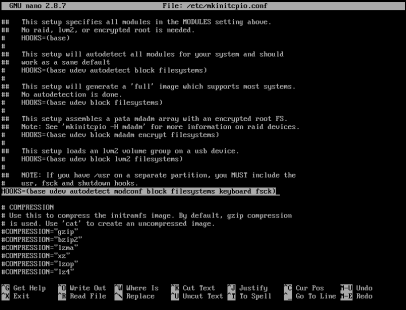 GNU nano 2.8.7 File: /etc/mkinitcpio.conf
## This setup specifies all modules in the MODULES setting above.
## No raid, lvm2, or encrypted root is needed.
# HOOKS=(base)
#
## This setup will autodetect all modules for your system and should
## work as a same default
# HOOKS=(base udev autodetect block filesystems)
#
## This setup will generate a 'full' image which supports most systems.
## No autodetection is done.
# HOOKS=(base udev block filesystems)
#
## This setup assembles a pata mdadm array with an encrypted root FS.
## Note: See 'mkinitcpio -H mdadm' for more information on raid devices.
# HOOKS=(base udev block mdadm encrypt filesystems)
#
## This setup loads an lvm2 volume group on a usb device.
# HOOKS=(base udev block lvm2 filesystems)
#
## NOTE: If you have /usr on a separate partition, you MUST include the
# usr, fsck and shutdown hooks.
HOOKS=(base udev autodetect modconf block filesystems keyboard fsck)
# COMPRESSION
# Use this to compress the initramfs image. By default, gzip compression
# is used. Use 'cat' to create an uncompressed image.
#COMPRESSION="gzip"
#COMPRESSION="bzip2"
#COMPRESSION="lzma"
#COMPRESSION="xz"
#COMPRESSION="lzop"
#COMPRESSION="lz4"
^G Get Help ^O Write Out ^W Where Is ^K Cut Text ^J Justify ^C Cur Pos M-U Undo
^X Exit ^R Read File ^\ Replace ^U Uncut Text ^T To Spell ^_ Go To Line M-E Redo